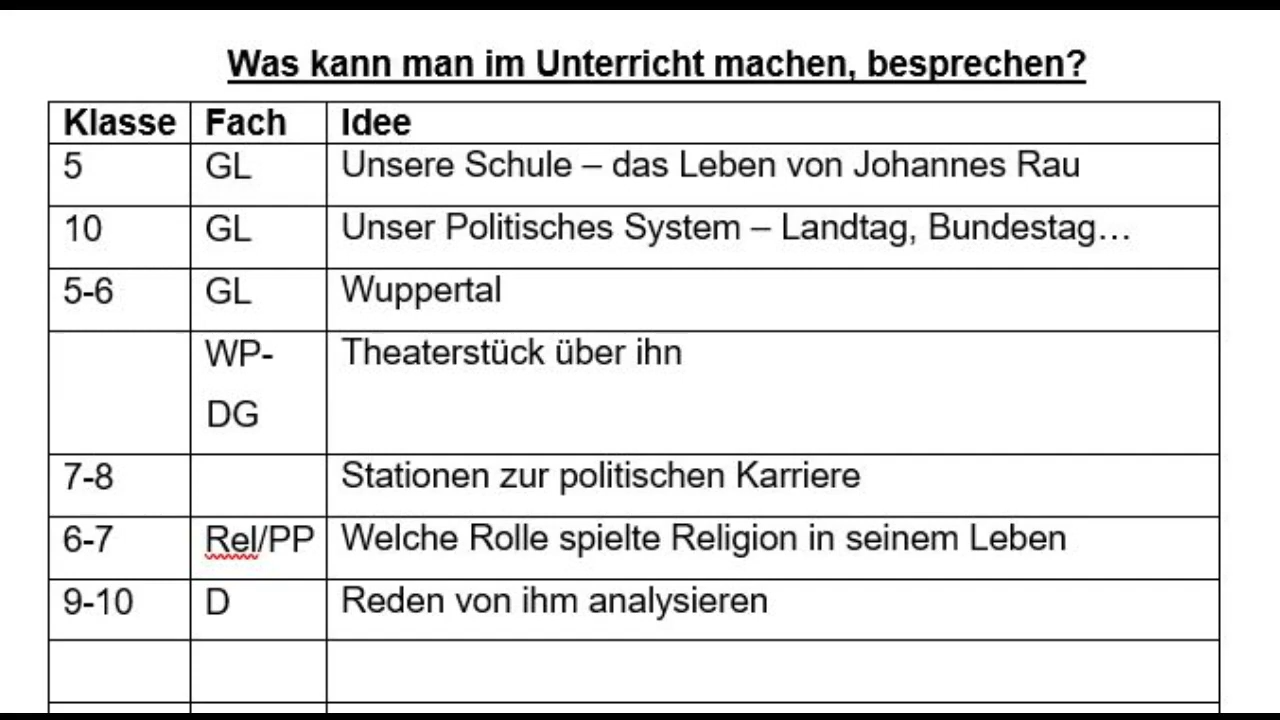 Was kann man im Unterricht machen, besprechen?
Klasse Fach Idee
5 GL Unsere Schule – das Leben von Johannes Rau
10 GL Unser Politisches System – Landtag, Bundestag…
5-6 GL Wuppertal
WP- Theaterstück über ihn
DG
7-8 Stationen zur politischen Karriere
6-7 Rel/PP Welche Rolle spielte Religion in seinem Leben
9-10 D Reden von ihm analysieren